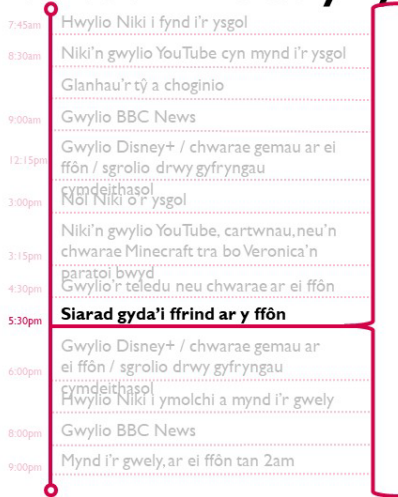 7:45am Hwylio Niki i fynd i'r ysgol
8:30am Niki'n gwylio YouTube cyn mynd i'r ysgol
Glanhau'r tŷ a choginio
9:00am Gwylio BBC News
Gwylio Disney+ / chwarae gemau ar ei
12:15pm ffôn / sgrolio drwy gyfryngau
cymdeithasol
3:00pm Nôl Niki o'r ysgol
Niki'n gwylio YouTube, cartwnau, neu'n
3:15pm chwarae Minecraft tra bo Veronica'n
paratoi bwyd
4:30pm Gwylio'r teledu neu chwarae ar ei ffôn
5:30pm Siarad gyda'i ffrind ar y ffôn
Gwylio Disney+ / chwarae gemau ar
6:00pm ei ffôn / sgrolio drwy gyfryngau
cymdeithasol
Hwylio Niki i ymolchi a mynd i'r gwely
8:00pm Gwylio BBC News
9:00pm Mynd i'r gwely, ar ei ffôn tan 2am